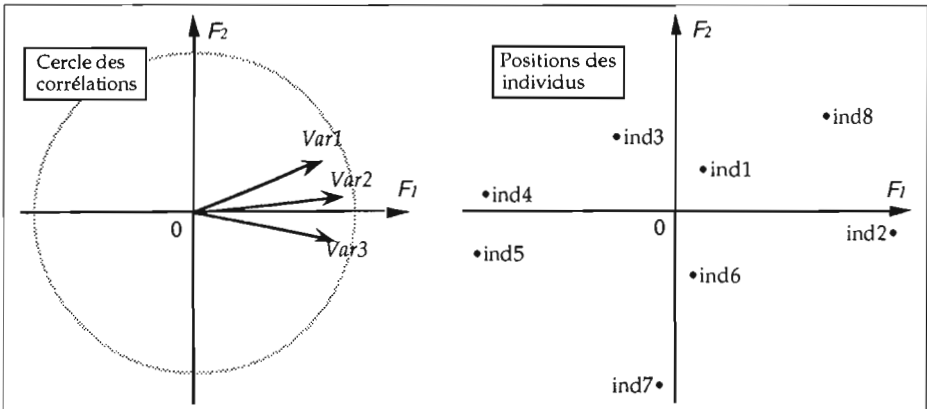 Cercle des
corrélations
F2
Var1
Var2
F1
0
Var3
Positions des
individus
F2
ind8
ind3
ind1
F1
ind4
0
ind2
ind5
ind6
ind7